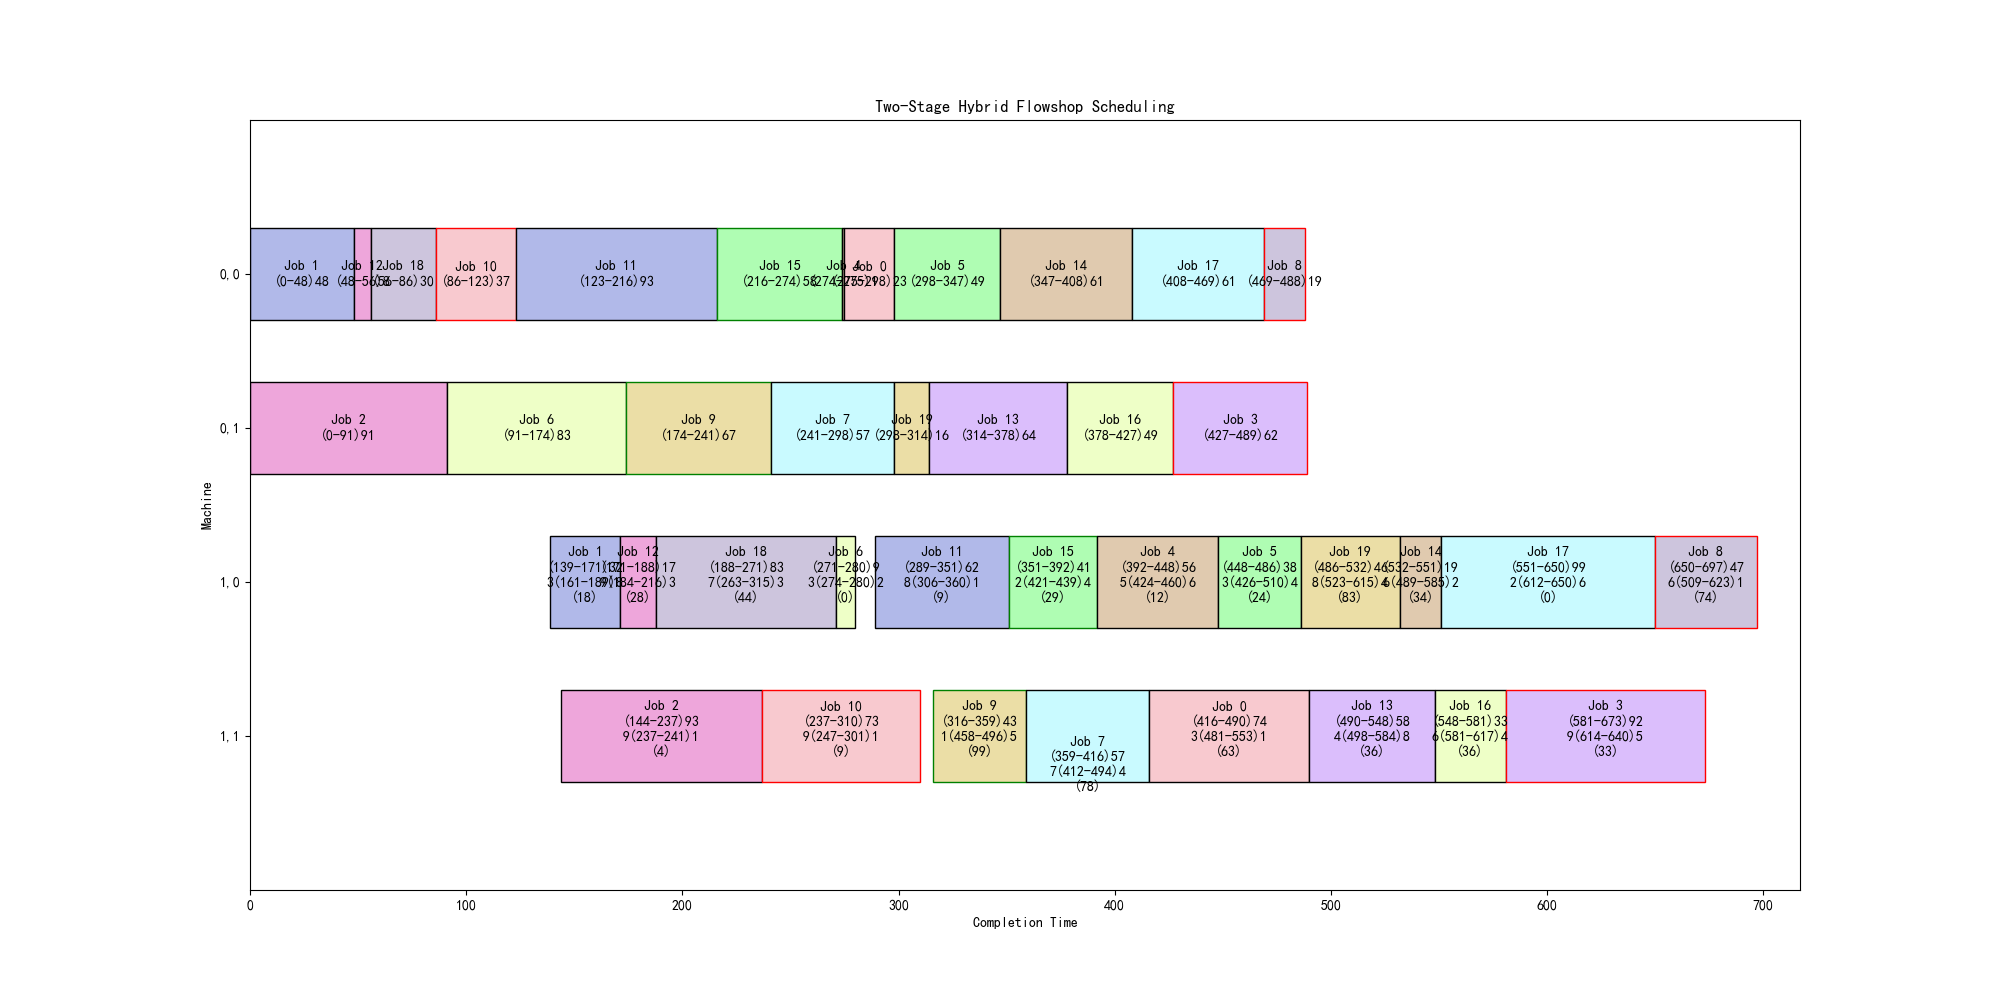 Two-Stage Hybrid Flowshop Scheduling
Machine
0,0
Job 1
(0-48)48
Job 12
(48-56)8
Job 18
(56-86)30
Job 10
(86-123)37
Job 11
(123-216)93
Job 15
(216-274)58
Job 4
(274-275)1
Job 0
(275-298)23
Job 5
(298-347)49
Job 14
(347-408)61
Job 17
(408-469)61
Job 8
(469-488)19
0,1
Job 2
(0-91)91
Job 6
(91-174)83
Job 9
(174-241)67
Job 7
(241-298)57
Job 19
(298-314)16
Job 13
(314-378)64
Job 16
(378-427)49
Job 3
(427-489)62
1,0
Job 1
(139-171)32
(18)
Job 12
(171-188)17
9(184-216)3
(28)
Job 18
(188-271)83
7(263-315)3
(44)
Job 6
(271-280)9
3(274-280)2
(0)
Job 11
(289-351)62
8(306-360)1
(9)
Job 15
(351-392)41
2(421-439)4
(29)
Job 4
(392-448)56
5(424-460)6
(12)
Job 5
(448-486)38
3(426-510)4
(24)
Job 19
(486-532)46
8(523-615)4
(83)
Job 14
(532-551)19
(34)
Job 17
(551-650)99
2(612-650)6
(0)
Job 8
(650-697)47
6(509-623)1
(74)
1,1
Job 2
(144-237)93
9(237-241)1
(4)
Job 10
(237-310)73
9(247-301)1
(9)
Job 9
(316-359)43
1(458-496)5
(99)
Job 7
(359-416)57
7(412-494)4
(78)
Job 0
(416-490)74
3(481-553)1
(63)
Job 13
(490-548)58
4(498-584)8
(36)
Job 16
(548-581)33
6(581-617)4
(36)
Job 3
(581-673)92
9(614-640)5
(33)
0
100
200
300
400
500
600
700
Completion Time